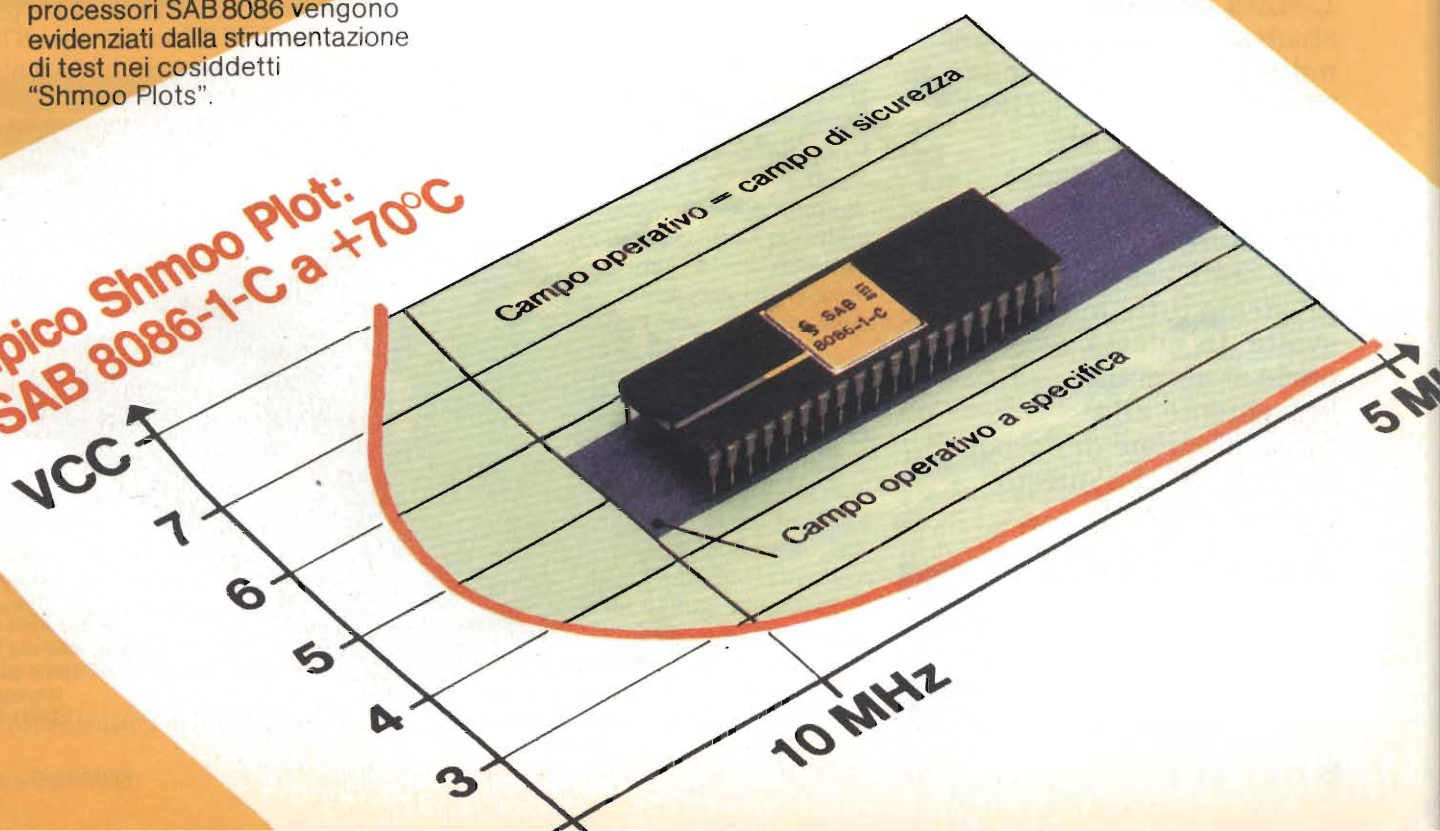 processori SAB 8086 vengono
evidenziati dalla strumentazione
di test nei cosiddetti
"Shmoo Plots".
pico Shmoo Plot:
SAB 8086-1-C a +70°C
Campo operativo = campo di sicurezza
SAB
8086-1-C
Campo operativo a specifica
VCC
7
6
5
4
3
10 MHz
5 M